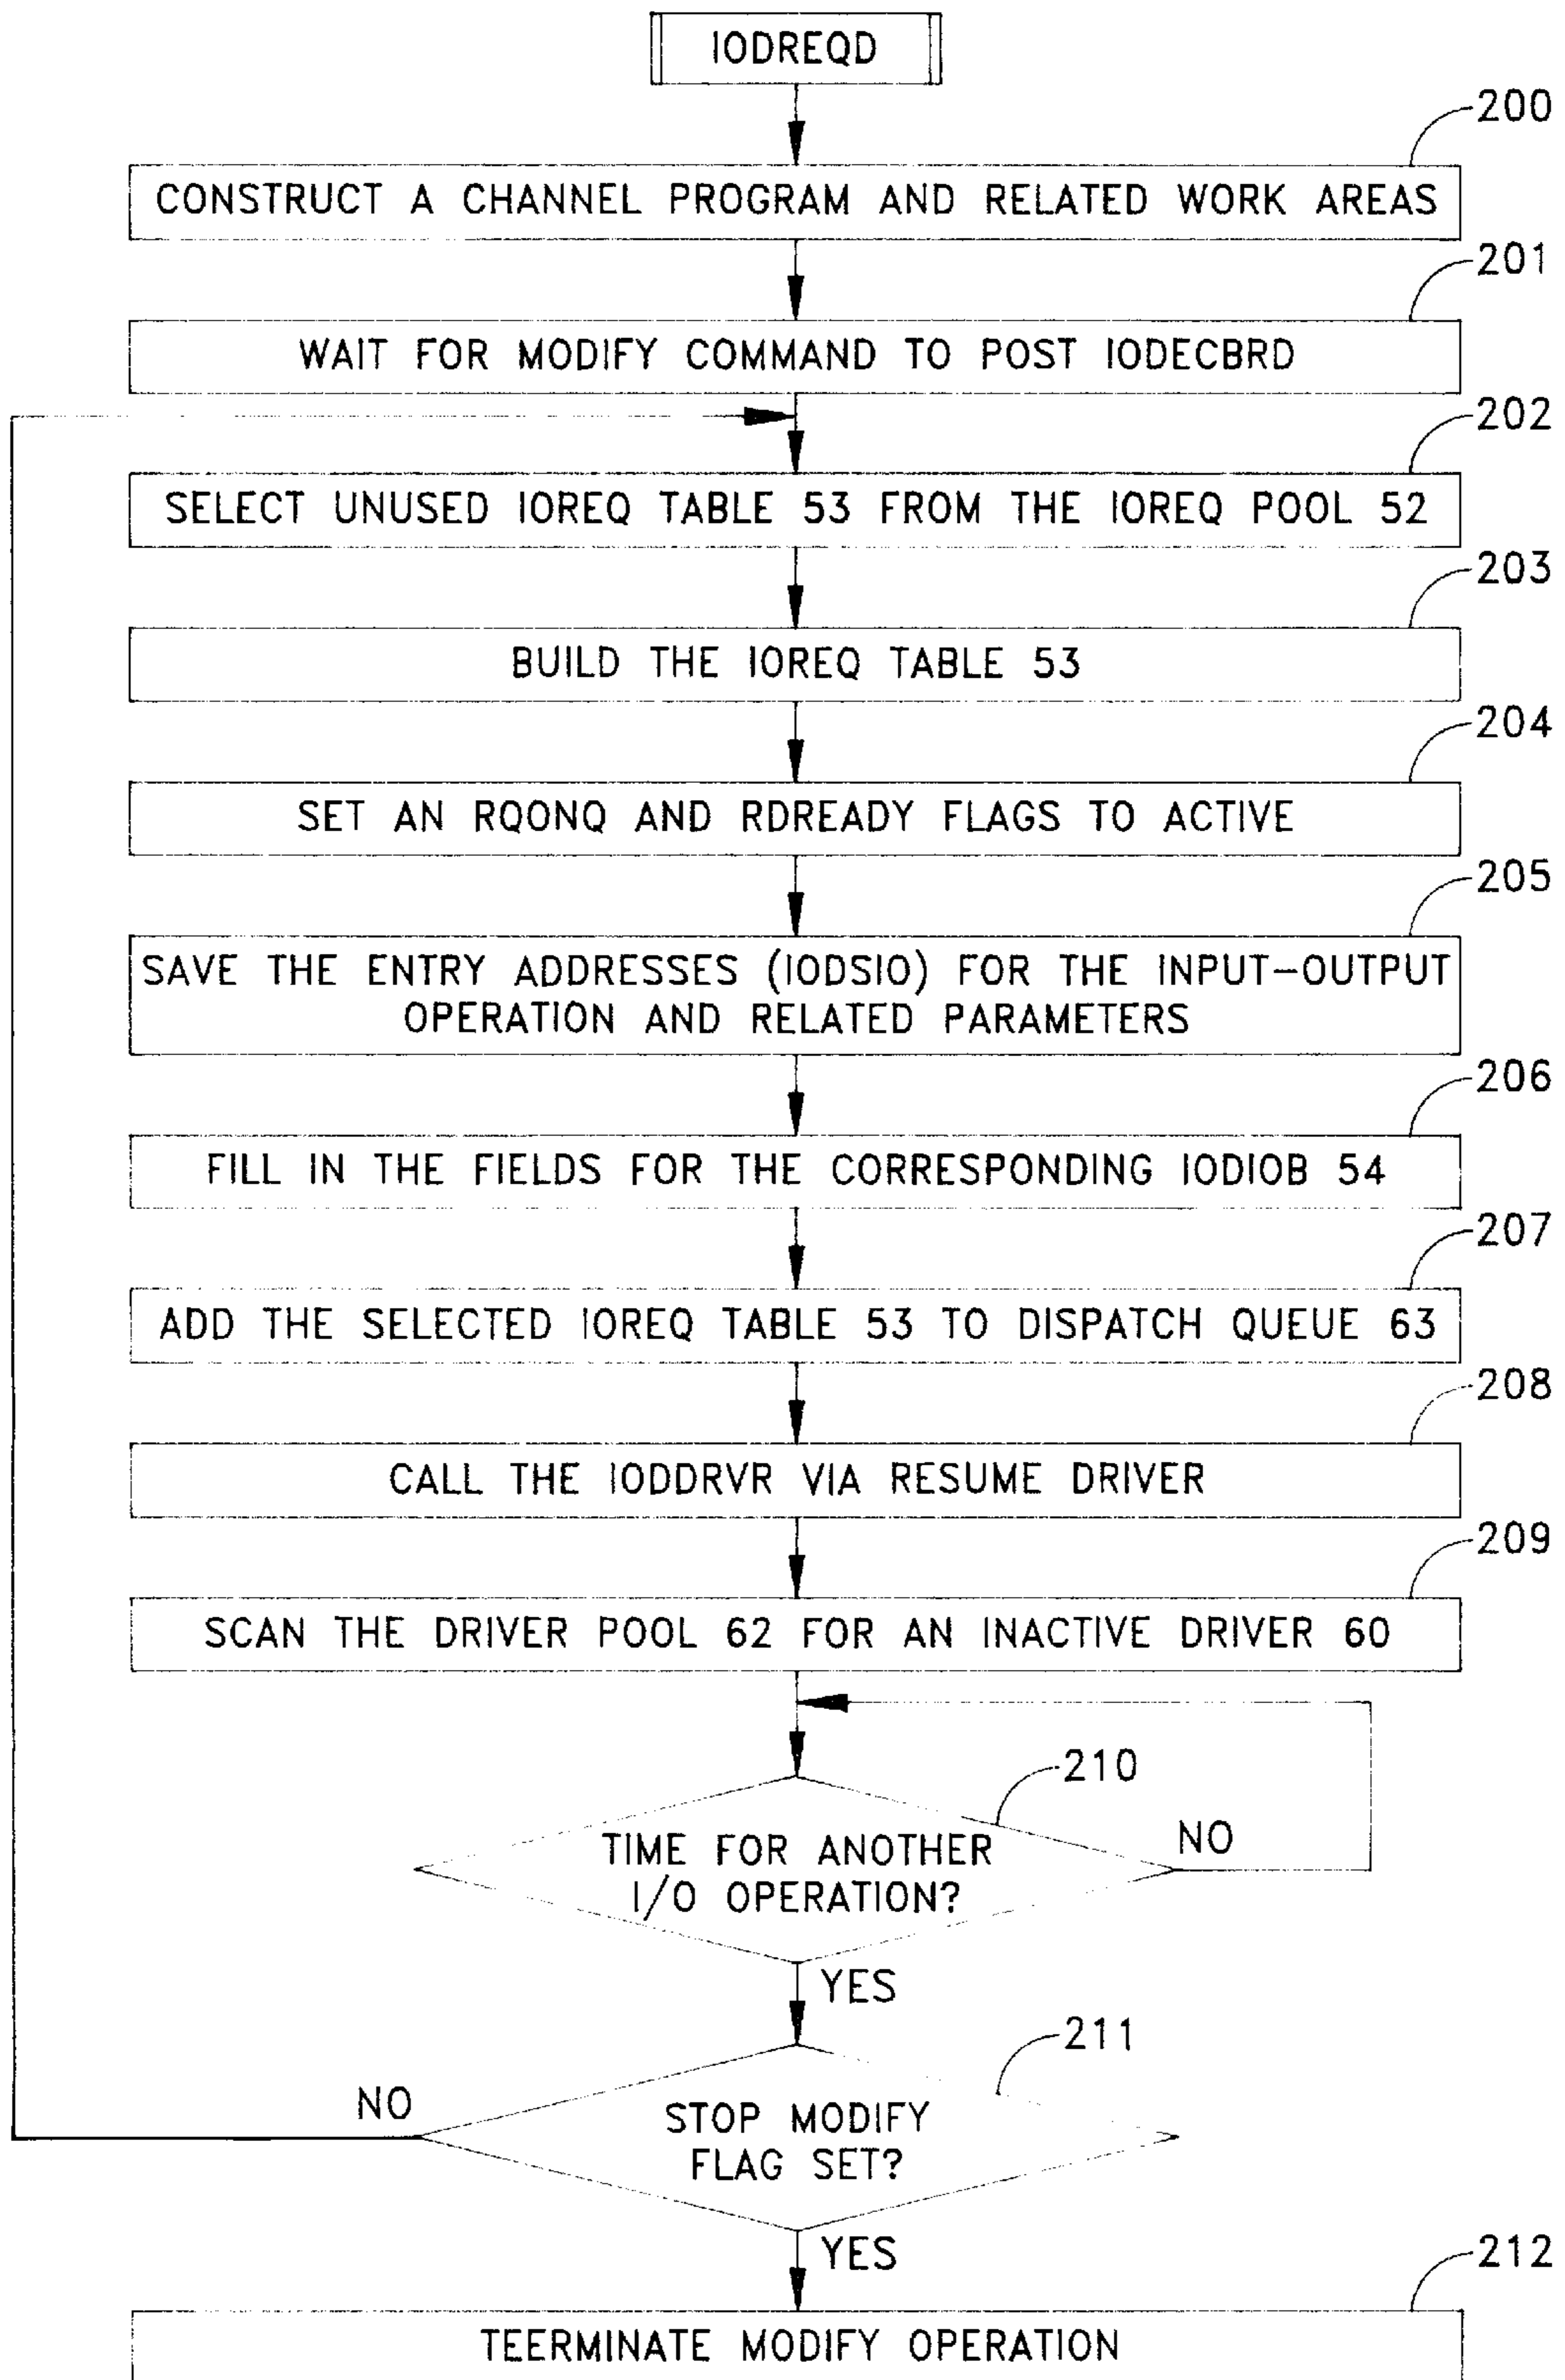 IODREQD
200
CONSTRUCT A CHANNEL PROGRAM AND RELATED WORK AREAS
201
WAIT FOR MODIFY COMMAND TO POST IODECBRD
202
SELECT UNUSED IOREQ TABLE 53 FROM THE IOREQ POOL 52
203
BUILD THE IOREQ TABLE 53
204
SET AN RQONQ AND RDREADY FLAGS TO ACTIVE
205
SAVE THE ENTRY ADDRESSES (IODSIO) FOR THE INPUT-OUTPUT
OPERATION AND RELATED PARAMETERS
206
FILL IN THE FIELDS FOR THE CORRESPONDING IODIOB 54
207
ADD THE SELECTED IOREQ TABLE 53 TO DISPATCH QUEUE 63
208
CALL THE IODDRVR VIA RESUME DRIVER
209
SCAN THE DRIVER POOL 62 FOR AN INACTIVE DRIVER 60
210
TIME FOR ANOTHER
I/O OPERATION?
NO
YES
211
STOP MODIFY
FLAG SET?
NO
YES
212
TEERMINATE MODIFY OPERATION